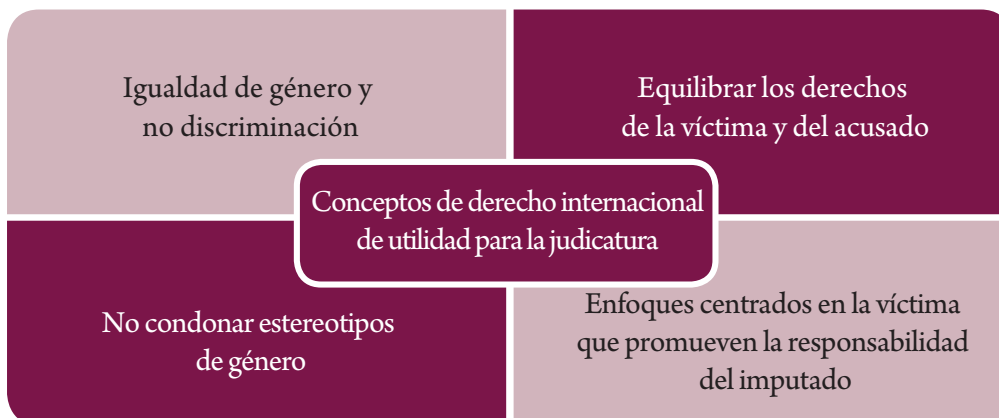 Igualdad de género y
no discriminación
Equilibrar los derechos
de la víctima y del acusado
Conceptos de derecho internacional
de utilidad para la judicatura
No condonar estereotipos
de género
Enfoques centrados en la víctima
que promueven la responsabilidad
del imputado